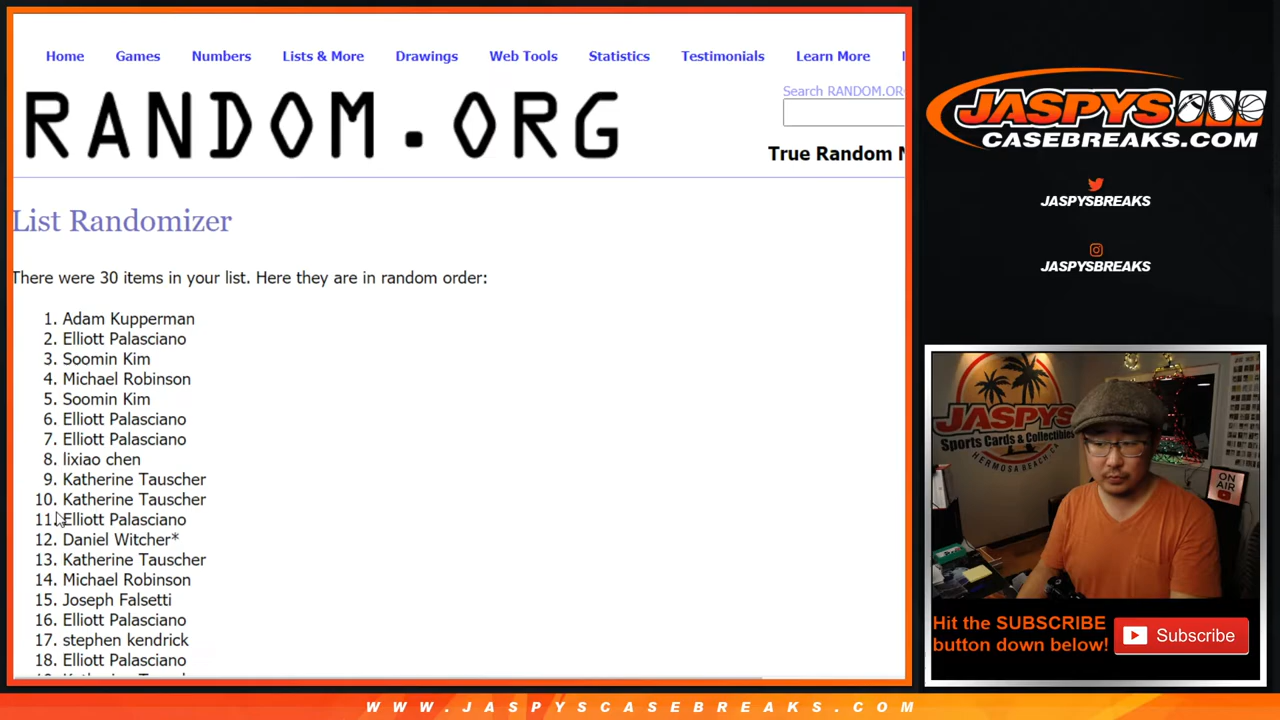 Home Games Numbers Lists & More Drawings Web Tools Statistics Testimonials Learn More
Search RANDOM.OR
RANDOM.ORG
True Random
List Randomizer
There were 30 items in your list. Here they are in random order:
1. Adam Kupperman
2. Elliott Palasciano
3. Soomin Kim
4. Michael Robinson
5. Soomin Kim
6. Elliott Palasciano
7. Elliott Palasciano
8. lixiao chen
9. Katherine Tauscher
10. Katherine Tauscher
11. Elliott Palasciano
12. Daniel Witcher*
13. Katherine Tauscher
14. Michael Robinson
15. Joseph Falsetti
16. Elliott Palasciano
17. stephen kendrick
18. Elliott Palasciano
JASPYS
CASEBREAKS.COM
JASPYSBREAKS
JASPYSBREAKS
JASPYS
Sports Cards & Collectibles
HERMOSA BEACH, CA
ON
AIR
Hit the SUBSCRIBE
button down below!
Subscribe
WWW.JASPYSCASEBREAKS.COM